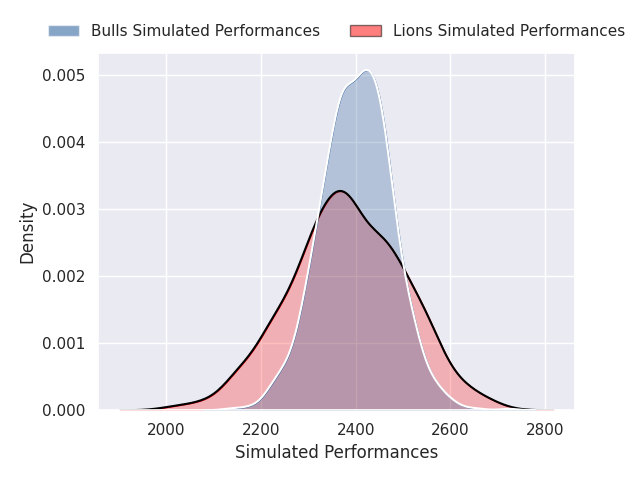 Bulls Simulated Performances Lions Simulated Performances
0.005
0.004
0.003
0.002
0.001
0.000
Density
2000 2200 2400 2600 2800
Simulated Performances